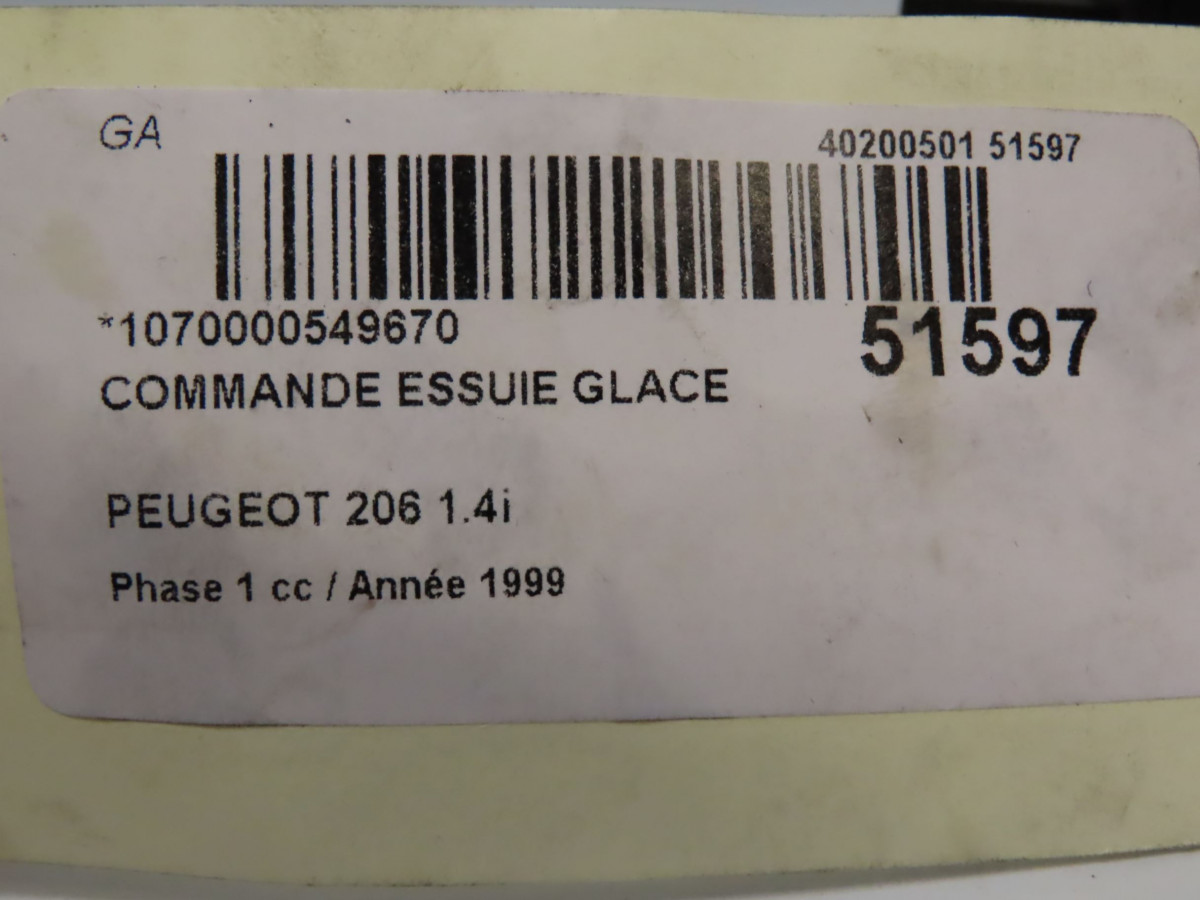 GA
40200501 51597
*1070000549670
51597
COMMANDE ESSUIE GLACE
PEUGEOT 206 1.4i
Phase 1 cc / Année 1999